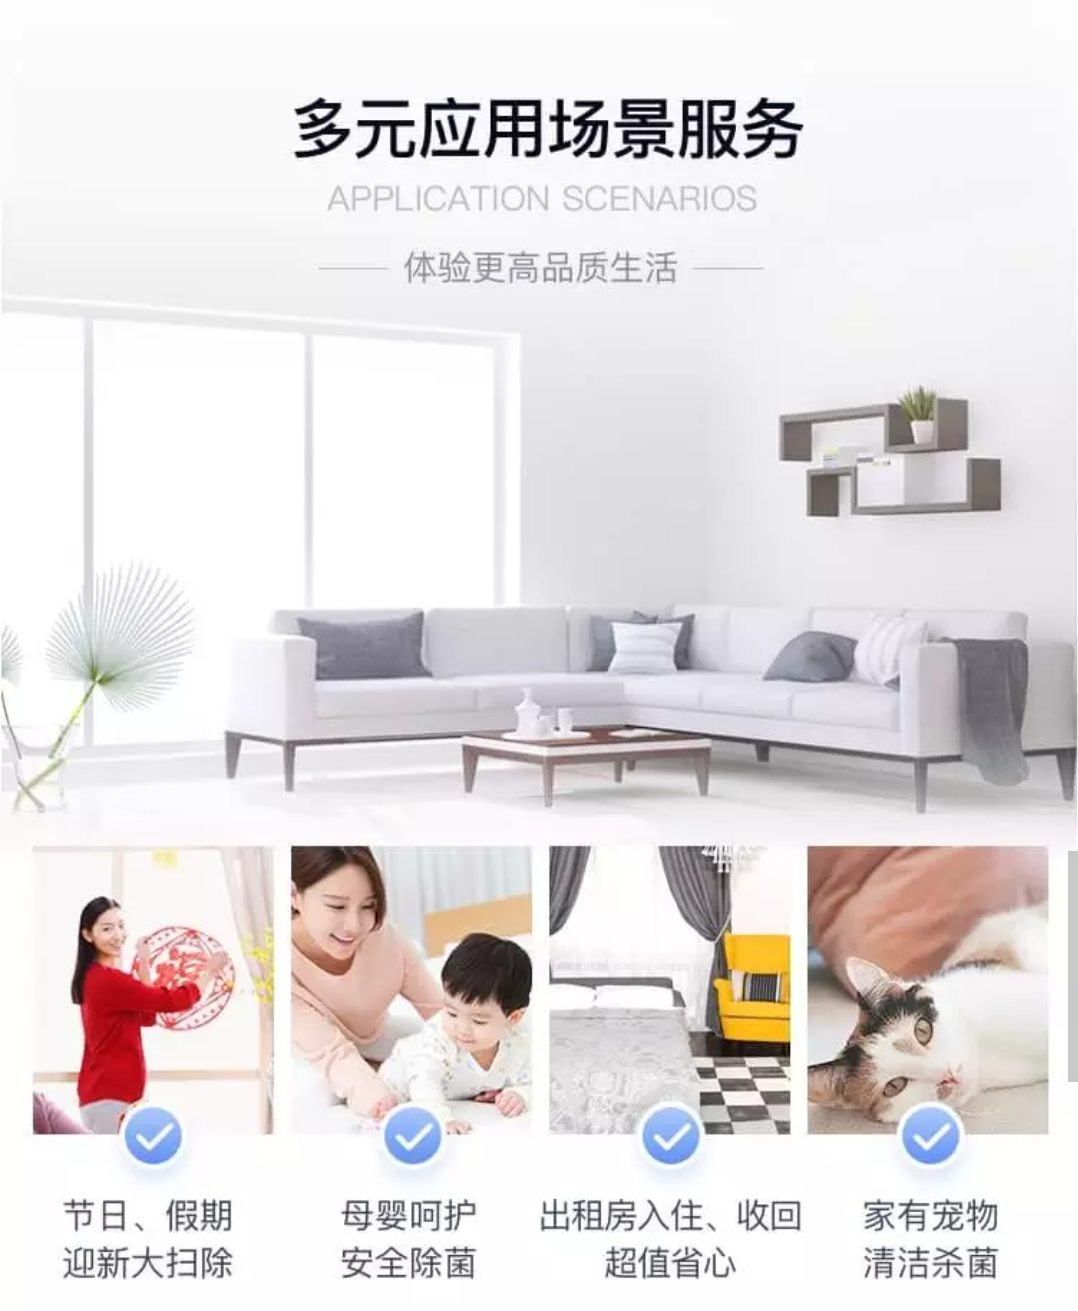 多元应用场景服务
APPLICATION SCENARIOS
体验更高品质生活
节日、假期
迎新大扫除
母婴呵护
安全除菌
出租房入住、收回
超值省心
家有宠物
清洁杀菌